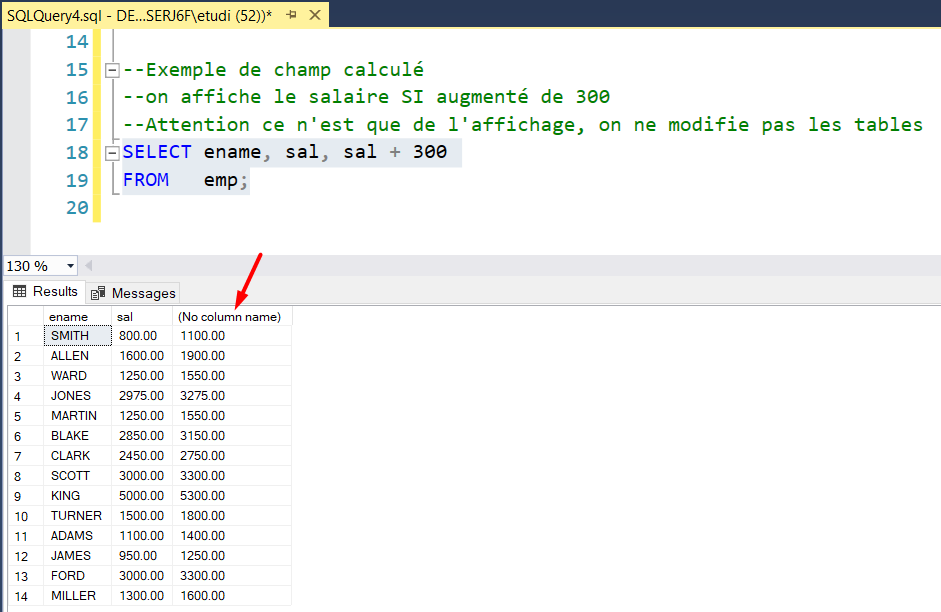 SQLQuery4.sql - DE...SERJ6F\etudi (52))*
14
15 --Exemple de champ calculé
16 --on affiche le salaire SI augmenté de 300
17 --Attention ce n'est que de l'affichage, on ne modifie pas les tables
18 SELECT ename, sal, sal + 300
19 FROM emp;
20
130 %
Results Messages
ename sal (No column name)
1 SMITH 800.00 1100.00
2 ALLEN 1600.00 1900.00
3 WARD 1250.00 1550.00
4 JONES 2975.00 3275.00
5 MARTIN 1250.00 1550.00
6 BLAKE 2850.00 3150.00
7 CLARK 2450.00 2750.00
8 SCOTT 3000.00 3300.00
9 KING 5000.00 5300.00
10 TURNER 1500.00 1800.00
11 ADAMS 1100.00 1400.00
12 JAMES 950.00 1250.00
13 FORD 3000.00 3300.00
14 MILLER 1300.00 1600.00